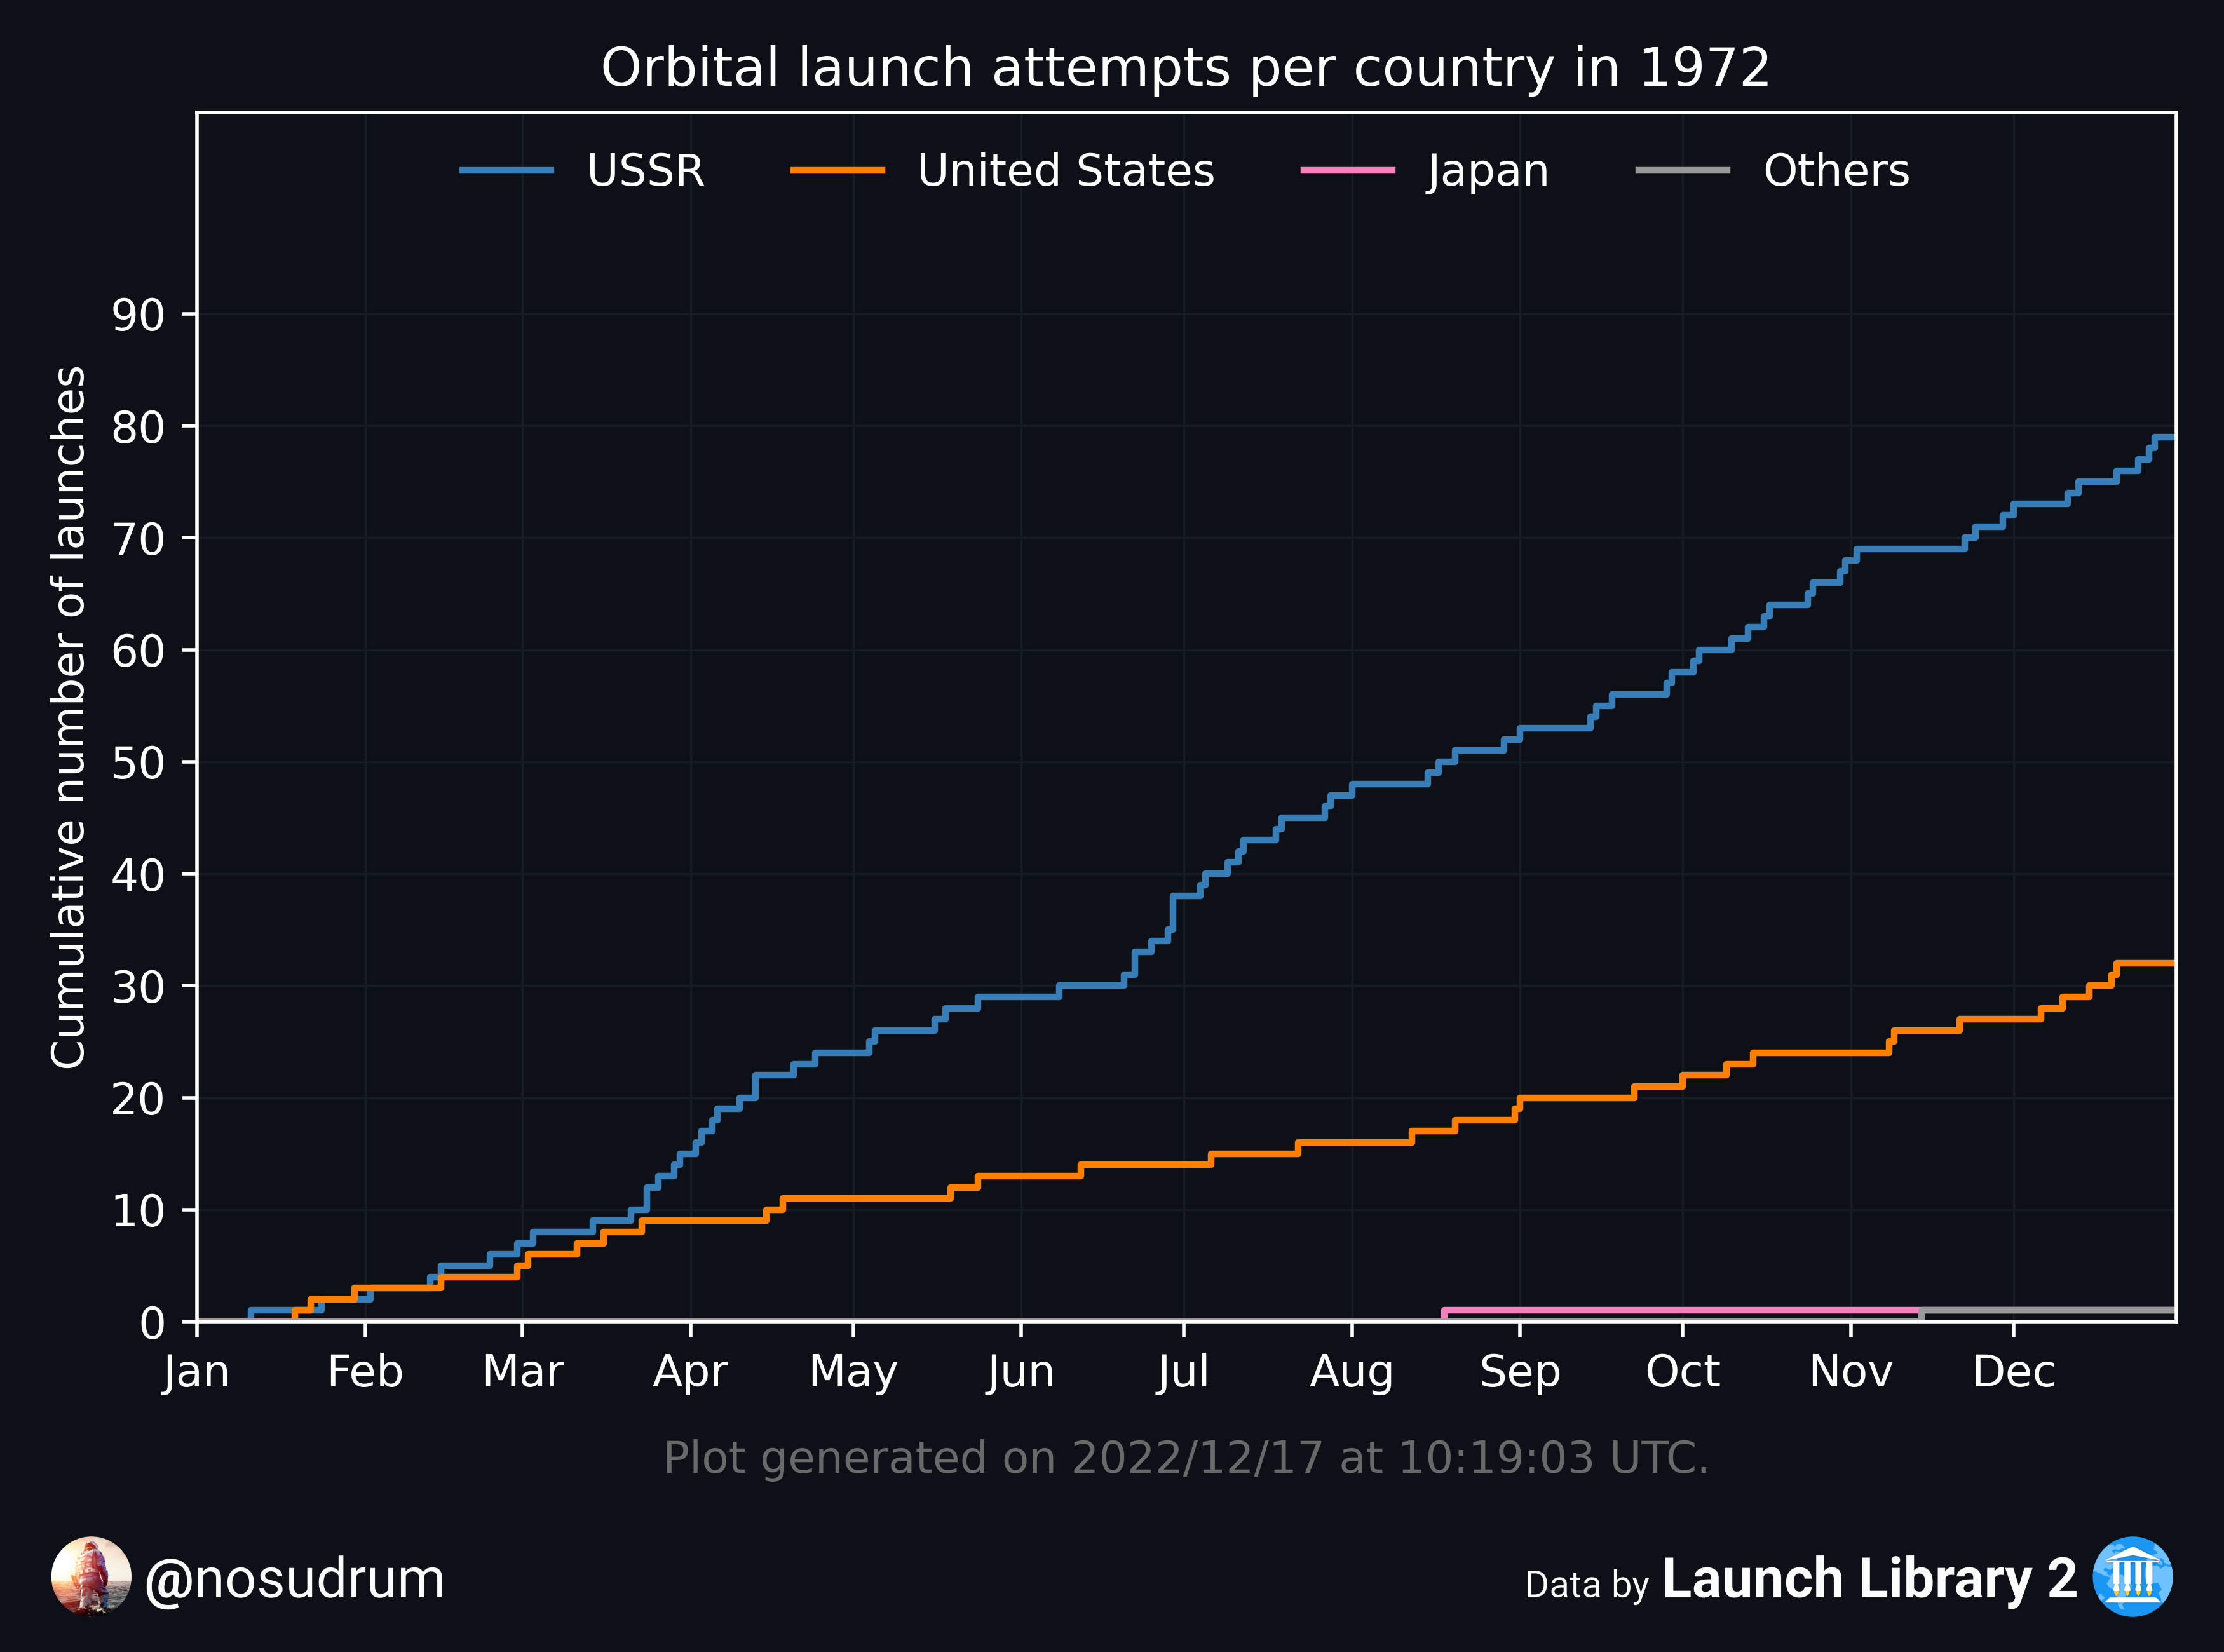 Orbital launch attempts per country in 1972
USSR United States Japan Others
Cumulative number of launches
90
80
70
60
50
40
30
20
10
0
Jan Feb Mar Apr May Jun Jul Aug Sep Oct Nov Dec
Plot generated on 2022/12/17 at 10:19:03 UTC.
@nosudrum
Data by Launch Library 2